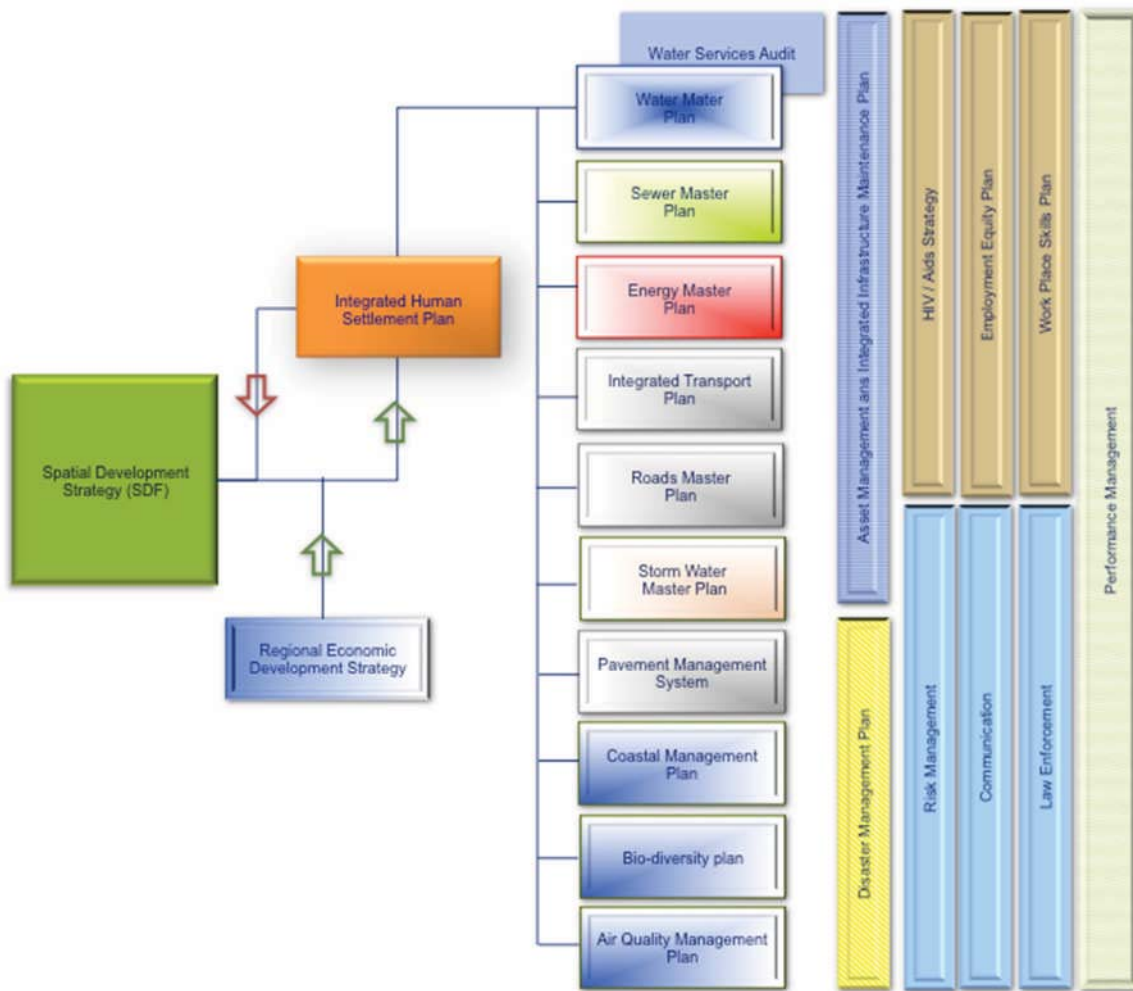 Water Services Audit
Water Mater
Plan
Sewer Master
Plan
Energy Master
Plan
Integrated Human
Settlement Plan
Integrated Transport
Plan
Spatial Development
Strategy (SDF)
Roads Master
Plan
Storm Water
Master Plan
Regional Economic
Development Strategy
Pavement Management
System
Coastal Management
Plan
Bio-diversity plan
Air Quality Management
Plan
Asset Management ans Integrated Infrastructure Maintenance Plan
Disaster Management Plan
HIV / Aids Strategy
Employment Equity Plan
Work Place Skills Plan
Risk Management
Communication
Law Enforcement
Performance Management